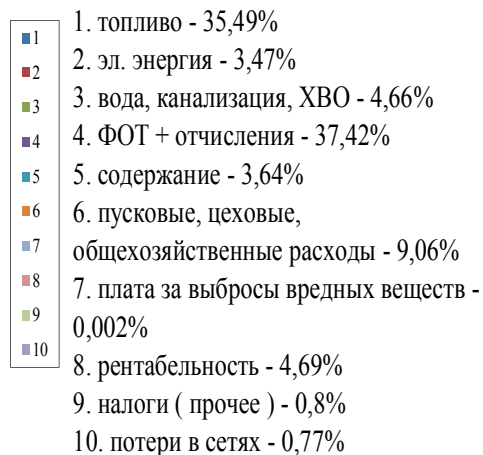 1
2
3
4
5
6
7
8
9
10
1. топливо - 35,49%
2. эл. энергия - 3,47%
3. вода, канализация, ХВО - 4,66%
4. ФОТ + отчисления - 37,42%
5. содержание - 3,64%
6. пусковые, цеховые,
общехозяйственные расходы - 9,06%
7. плата за выбросы вредных веществ -
0,002%
8. рентабельность - 4,69%
9. налоги ( прочее ) - 0,8%
10. потери в сетях - 0,77%